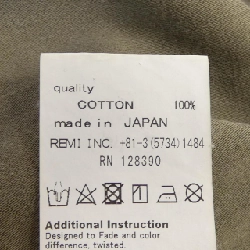 quality
COTTON 100%
made in JAPAN
REMI INC. +81-3(5734)1484
RN 128390
Additional Instruction
Designed to Fade and color
difference, twisted.